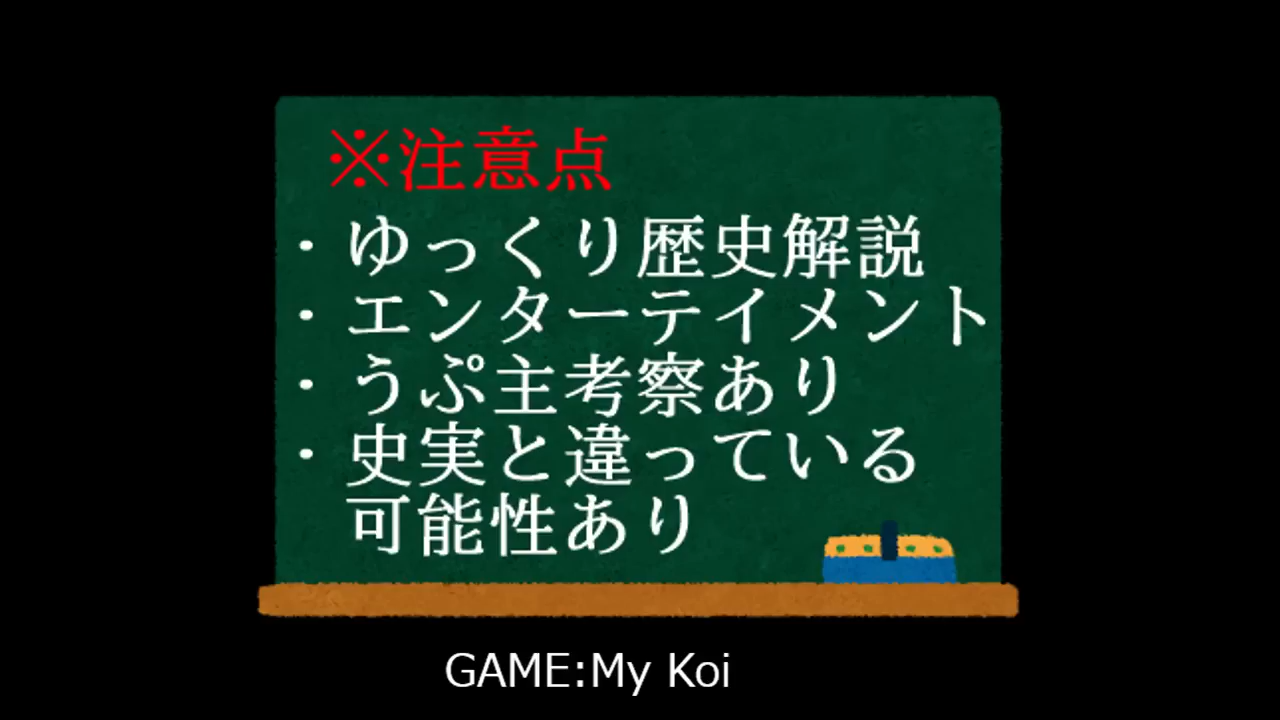 ※注意点
・ゆっくり歴史解説
・エンターテイメント
・うぷ主考察あり
・史実と違っている
可能性あり
GAME:My Koi